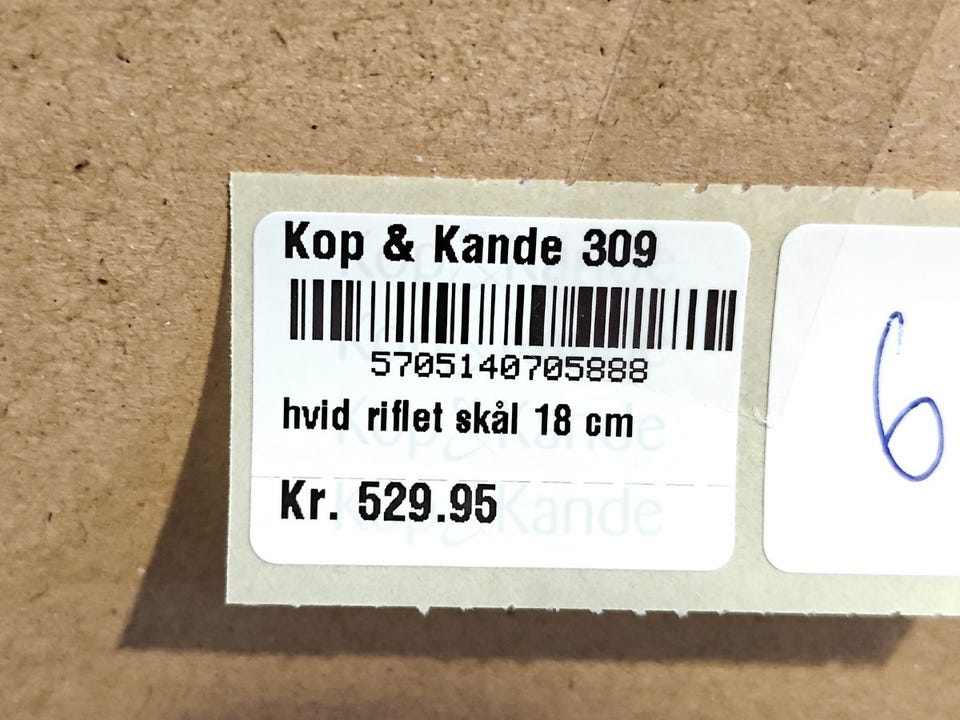 Kop & Kande 309
5705140705888
hvid riflet skål 18 cm
Kr. 529.95
6